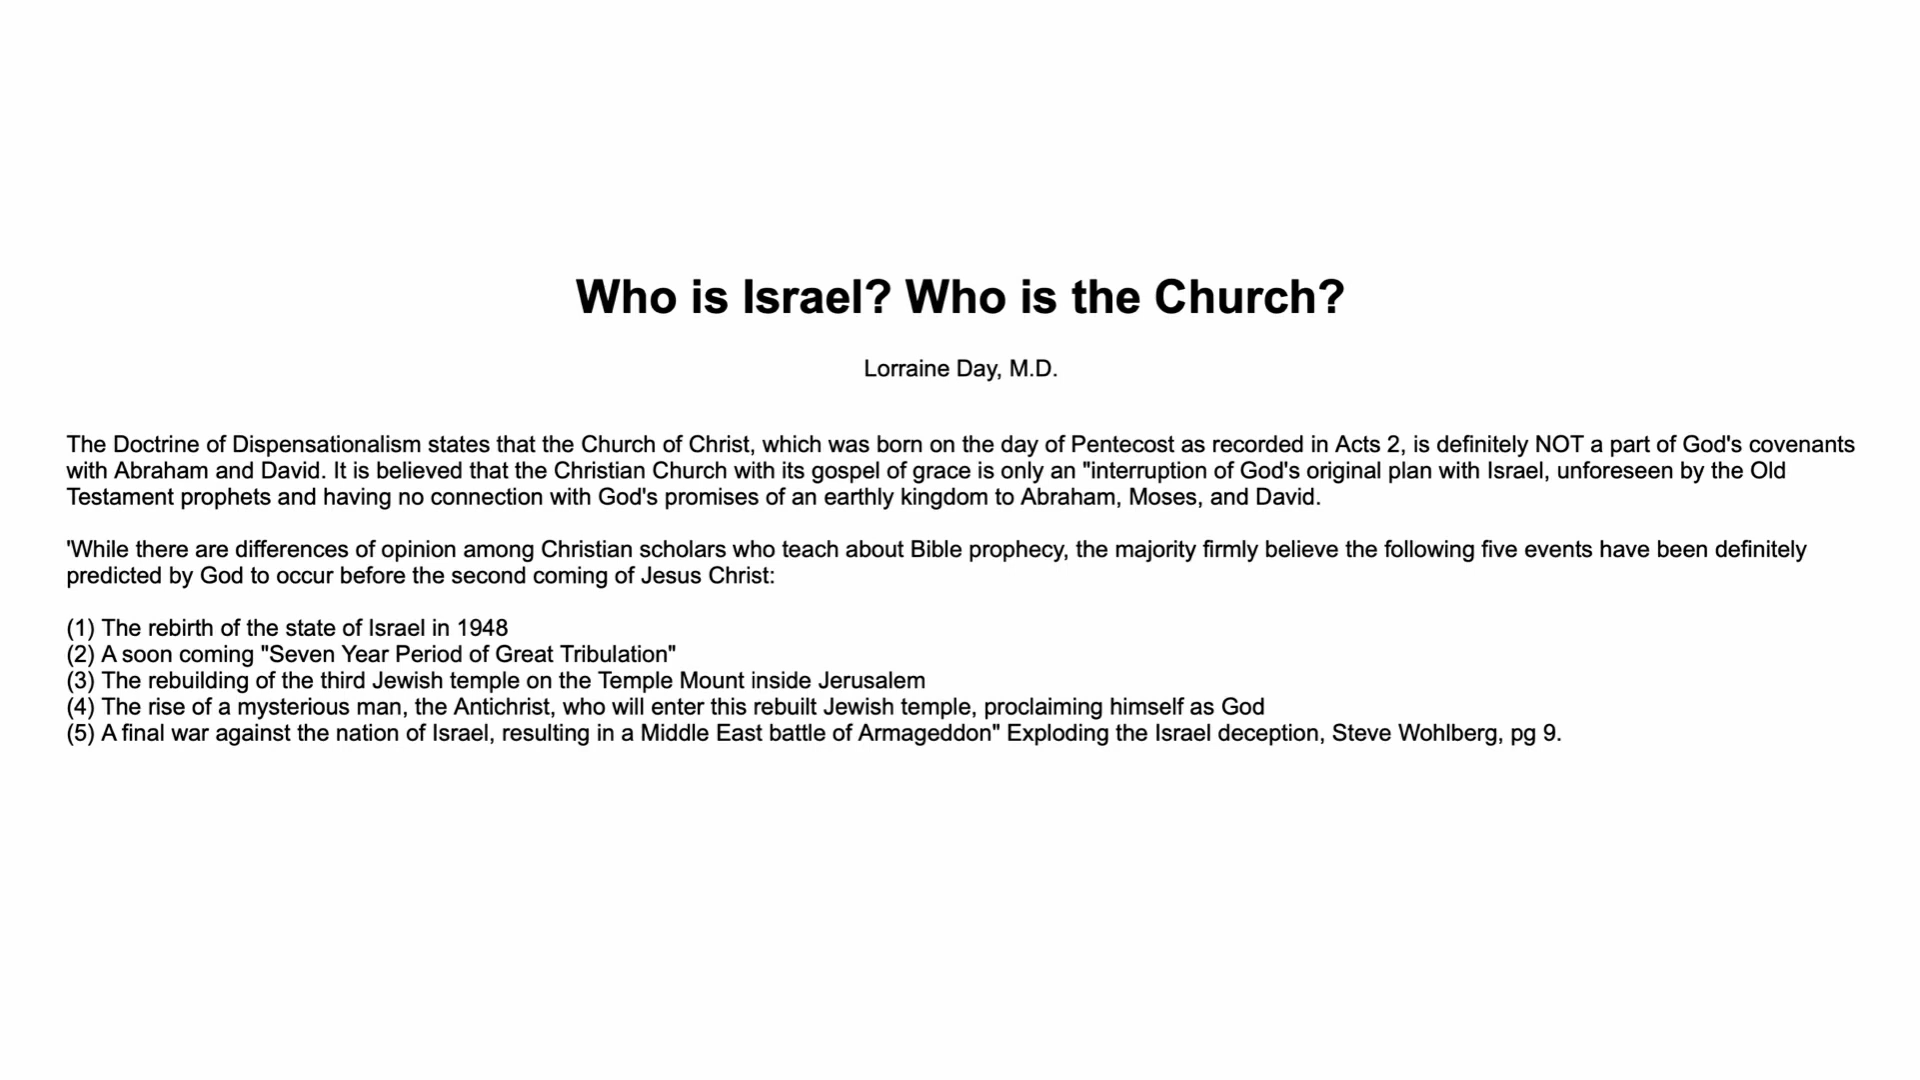 Who is Israel? Who is the Church?
Lorraine Day, M.D.
The Doctrine of Dispensationalism states that the Church of Christ, which was born on the day of Pentecost as recorded in Acts 2, is definitely NOT a part of God's covenants
with Abraham and David. It is believed that the Christian Church with its gospel of grace is only an "interruption of God's original plan with Israel, unforeseen by the Old
Testament prophets and having no connection with God's promises of an earthly kingdom to Abraham, Moses, and David.
'While there are differences of opinion among Christian scholars who teach about Bible prophecy, the majority firmly believe the following five events have been definitely
predicted by God to occur before the second coming of Jesus Christ:
(1) The rebirth of the state of Israel in 1948
(2) A soon coming "Seven Year Period of Great Tribulation"
(3) The rebuilding of the third Jewish temple on the Temple Mount inside Jerusalem
(4) The rise of a mysterious man, the Antichrist, who will enter this rebuilt Jewish temple, proclaiming himself as God
(5) A final war against the nation of Israel, resulting in a Middle East battle of Armageddon" Exploding the Israel deception, Steve Wohlberg, pg 9.